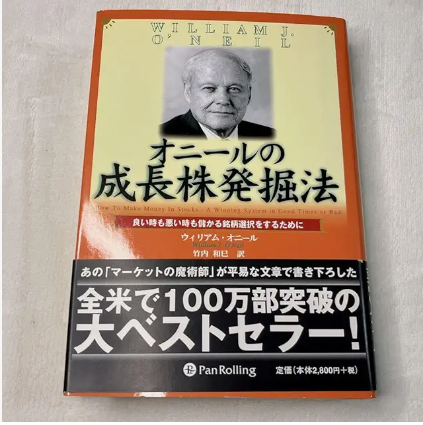 WILLIAM J.
O'NEIL
オニールの
成長株発掘法
How To Make Money In Stocks : A Winning System in Good Times or Bad
良い時も悪い時も儲かる銘柄選択をするために
ウィリアム・オニール
William J. O'Neil
竹内 和己 訳
あの「マーケットの魔術師」が平易な文章で書き下ろした
全米で100万部突破の
大ベストセラー!
PanRolling
定価(本体2,800円+税)